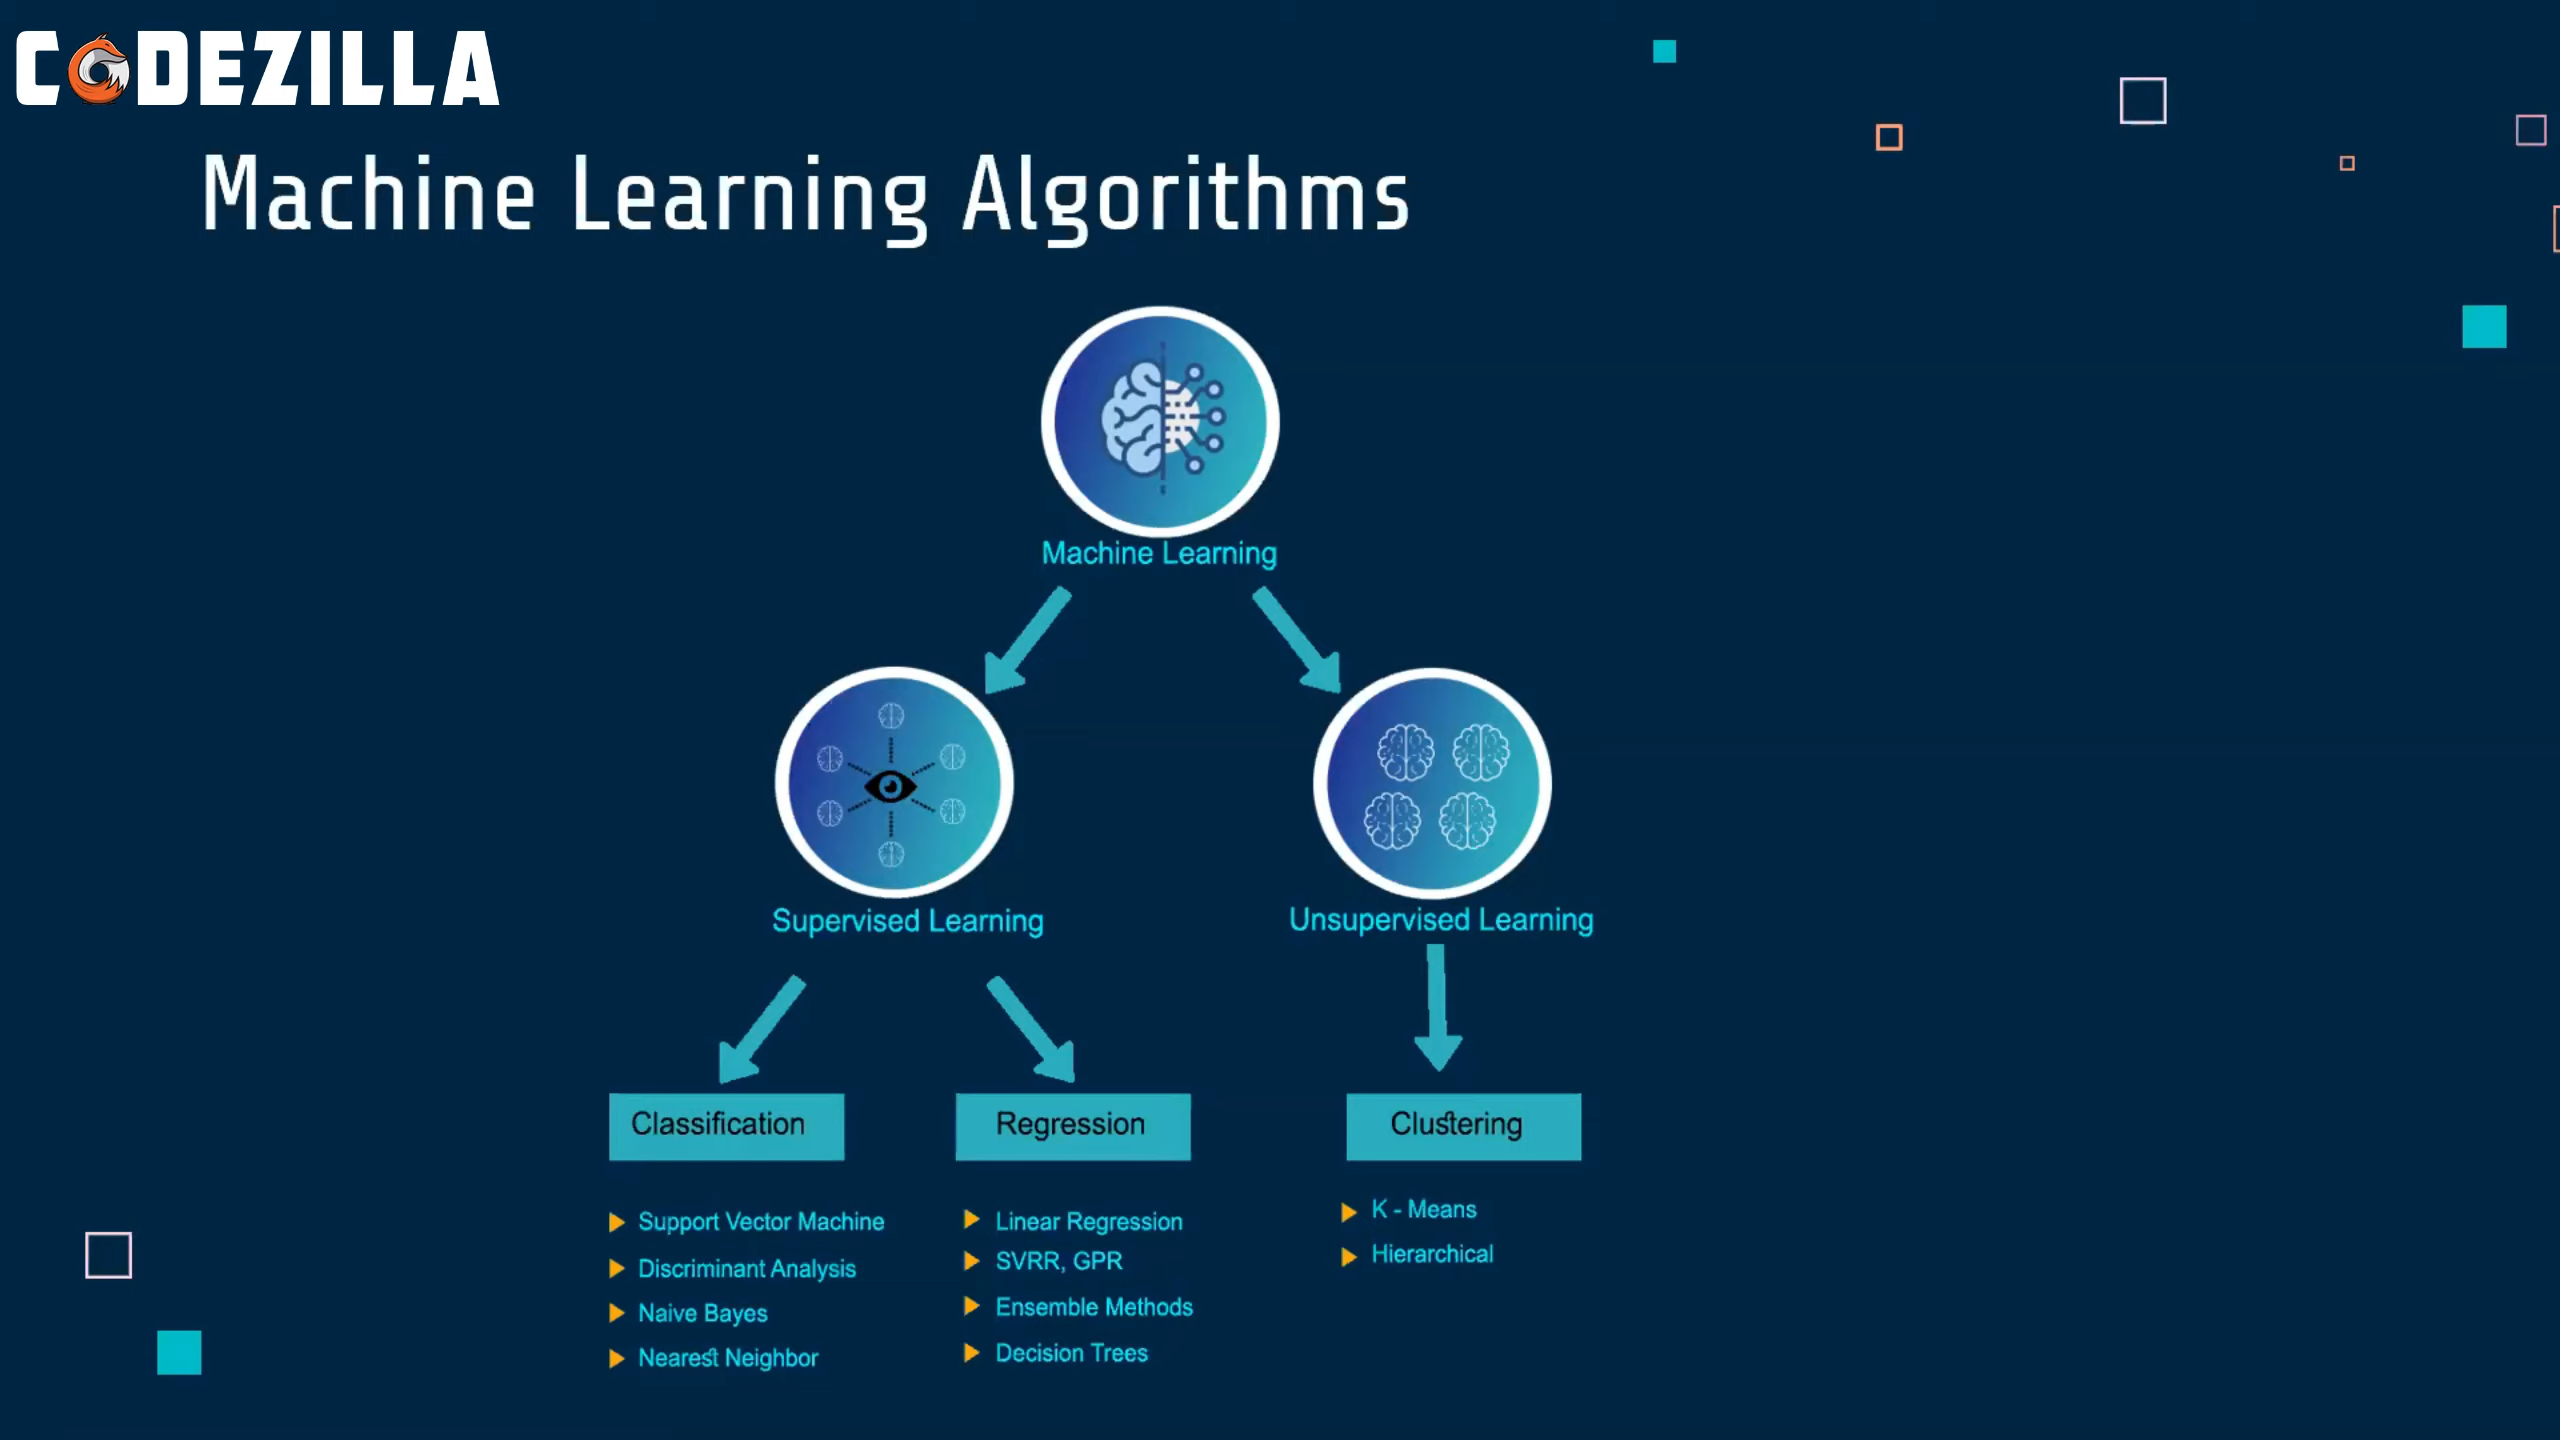 CODEZILLA
Machine Learning Algorithms
Machine Learning
Supervised Learning
Unsupervised Learning
Classification
Support Vector Machine
Discriminant Analysis
Naive Bayes
Nearest Neighbor
Regression
Linear Regression
SVRR, GPR
Ensemble Methods
Decision Trees
Clustering
K - Means
Hierarchical